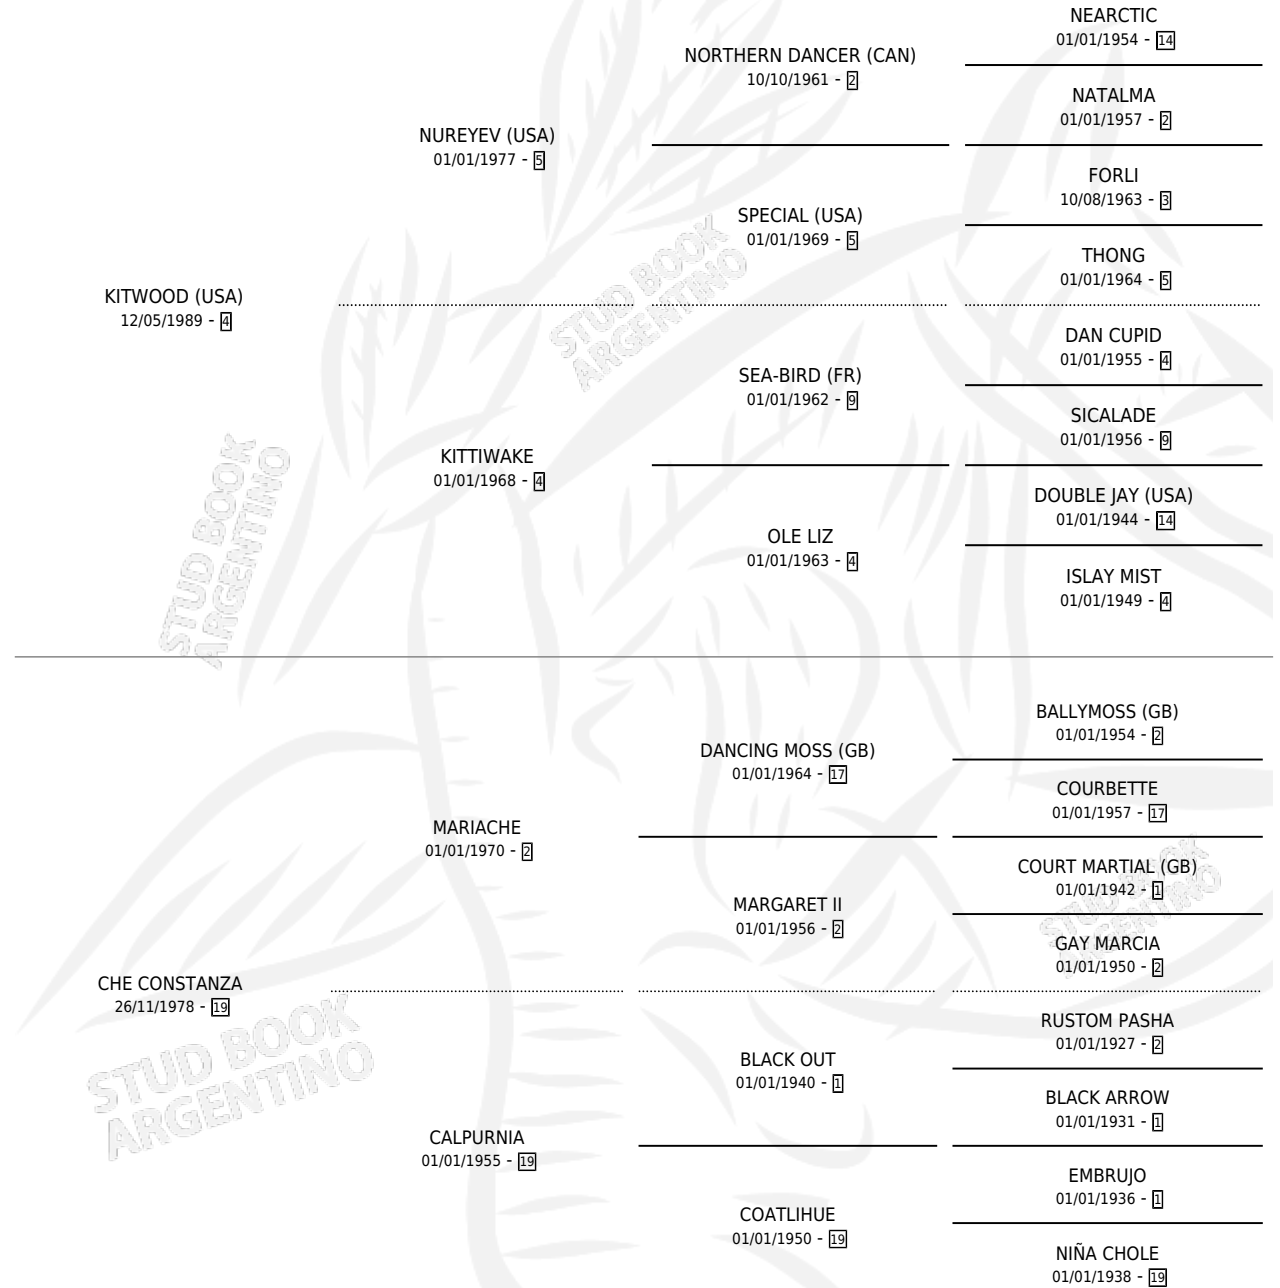 NEARCTIC
01/01/1954 - 14
NORTHERN DANCER (CAN)
10/10/1961 - 2
NATALMA
01/01/1957 - 2
NUREYEV (USA)
01/01/1977 - 5
FORLI
10/08/1963 - 3
SPECIAL (USA)
01/01/1969 - 5
THONG
01/01/1964 - 5
KITWOOD (USA)
12/05/1989 - 4
STUD BOOK
ARGENTINO
DAN CUPID
01/01/1955 - 4
SEA-BIRD (FR)
01/01/1962 - 9
SICALADE
01/01/1956 - 9
KITTIWAKE
01/01/1968 - 4
DOUBLE JAY (USA)
01/01/1944 - 14
OLE LIZ
01/01/1963 - 4
ISLAY MIST
01/01/1949 - 4
STUD BOOK
ARGENTINO
BALLYMOSS (GB)
01/01/1954 - 2
DANCING MOSS (GB)
01/01/1964 - 17
COURBETTE
01/01/1957 - 17
MARIACHE
01/01/1970 - 2
COURT MARTIAL (GB)
01/01/1942 - 1
MARGARET II
01/01/1956 - 2
GAY MARCIA
01/01/1950 - 2
STUD BOOK
ARGENTINO
CHE CONSTANZA
26/11/1978 - 19
RUSTOM PASHA
01/01/1927 - 2
BLACK OUT
01/01/1940 - 1
BLACK ARROW
01/01/1931 - 1
STUD BOOK
ARGENTINO
CALPURNIA
01/01/1955 - 19
EMBRUJO
01/01/1936 - 1
COATLIHUE
01/01/1950 - 19
NIÑA CHOLE
01/01/1938 - 19